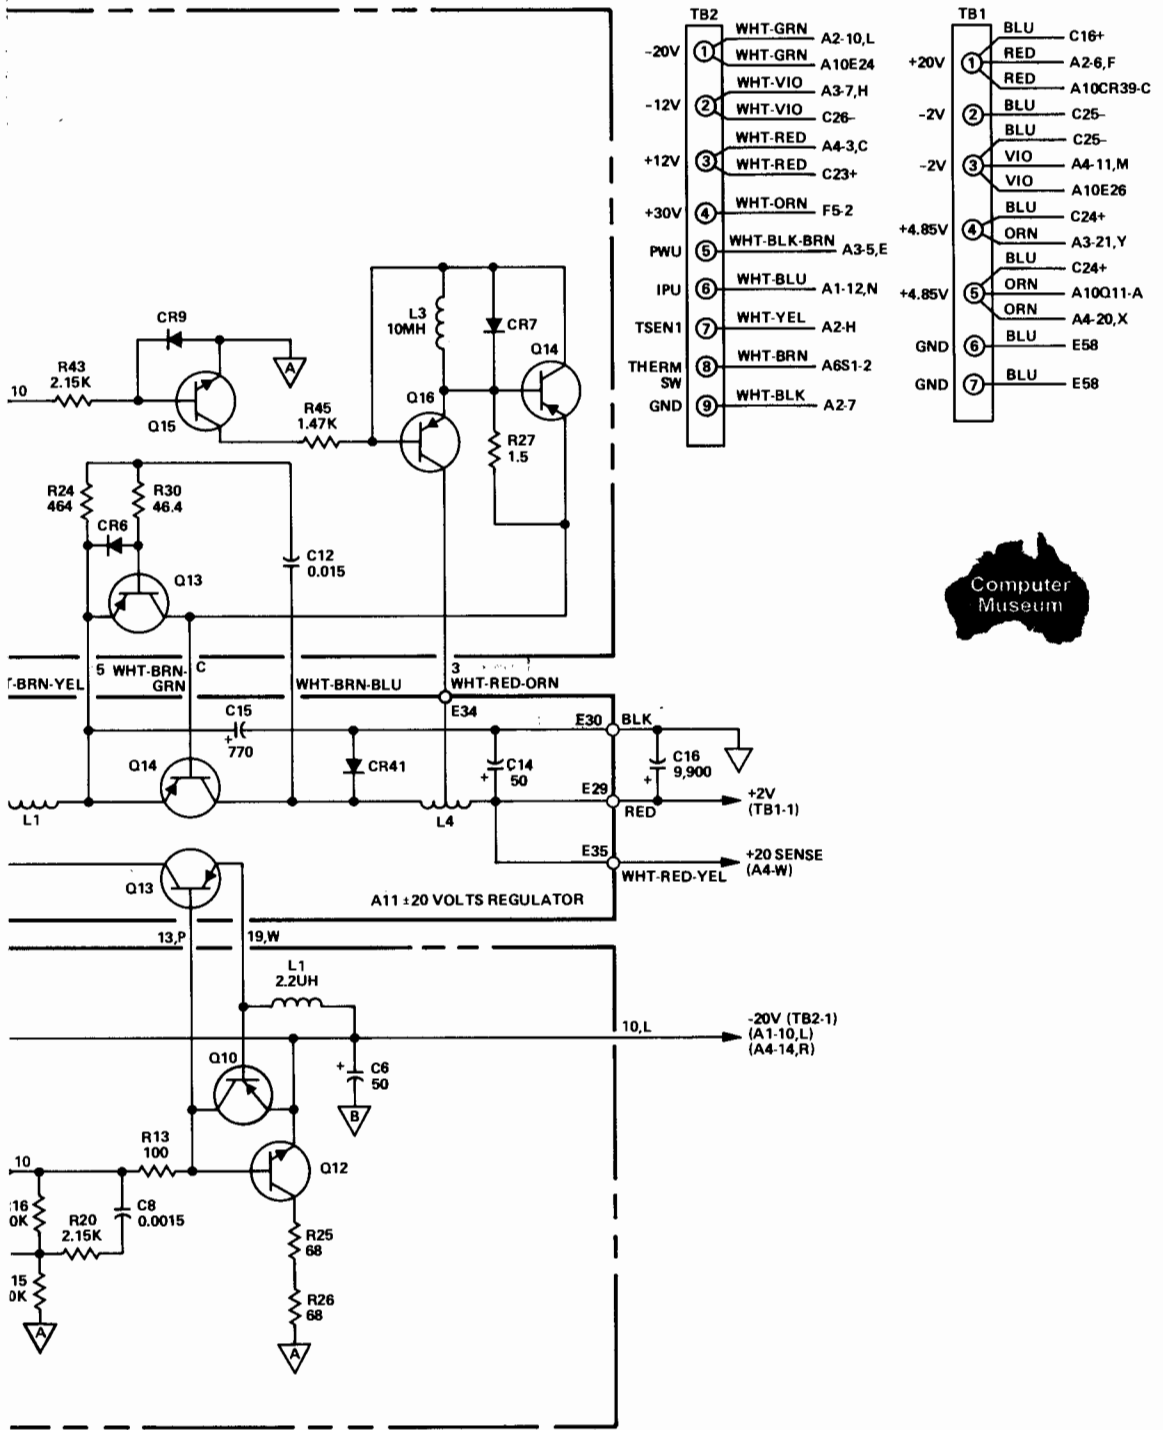 TB2
-20V 1 WHT-GRN A2-10,L
WHT-GRN A10E24
-12V 2 WHT-VIO A3-7,H
WHT-VIO C26-
+12V 3 WHT-RED A4-3,C
WHT-RED C23+
+30V 4 WHT-ORN F5-2
PWU 5 WHT-BLK-BRN A3-5,E
IPU 6 WHT-BLU A1-12,N
TSEN1 7 WHT-YEL A2-H
THERM SW 8 WHT-BRN A6S1-2
GND 9 WHT-BLK A2-7
TB1
+20V 1 BLU C16+
RED A2-6,F
RED A10CR39-C
-2V 2 BLU C25-
-2V 3 BLU C25-
VIO A4-11,M
VIO A10E26
+4.85V 4 BLU C24+
ORN A3-21,Y
+4.85V 5 BLU C24+
ORN A10Q11-A
ORN A4-20,X
GND 6 BLU E58
GND 7 BLU E58
Computer
Museum
CR9
A
R43
2.15K
10
Q15
R45
1.47K
L3
10MH
CR7
Q14
Q16
R27
1.5
R24
464
R30
46.4
CR6
Q13
C12
0.015
T-BRN-YEL
5
WHT-BRN-
GRN
C
WHT-BRN-BLU
3
WHT-RED-ORN
E34
C15
+
770
E30
BLK
Q14
CR41
C14
+
50
C16
9,900
+
L1
L4
E29
RED
+2V
(TB1-1)
E35
WHT-RED-YEL
+20 SENSE
(A4-W)
Q13
A11 ±20 VOLTS REGULATOR
13,P
19,W
L1
2.2UH
10,L
-20V (TB2-1)
(A1-10,L)
(A4-14,R)
Q10
+
C6
50
B
R13
100
10
Q12
16
0K
R20
2.15K
C8
0.0015
15
0K
A
R25
68
R26
68
A